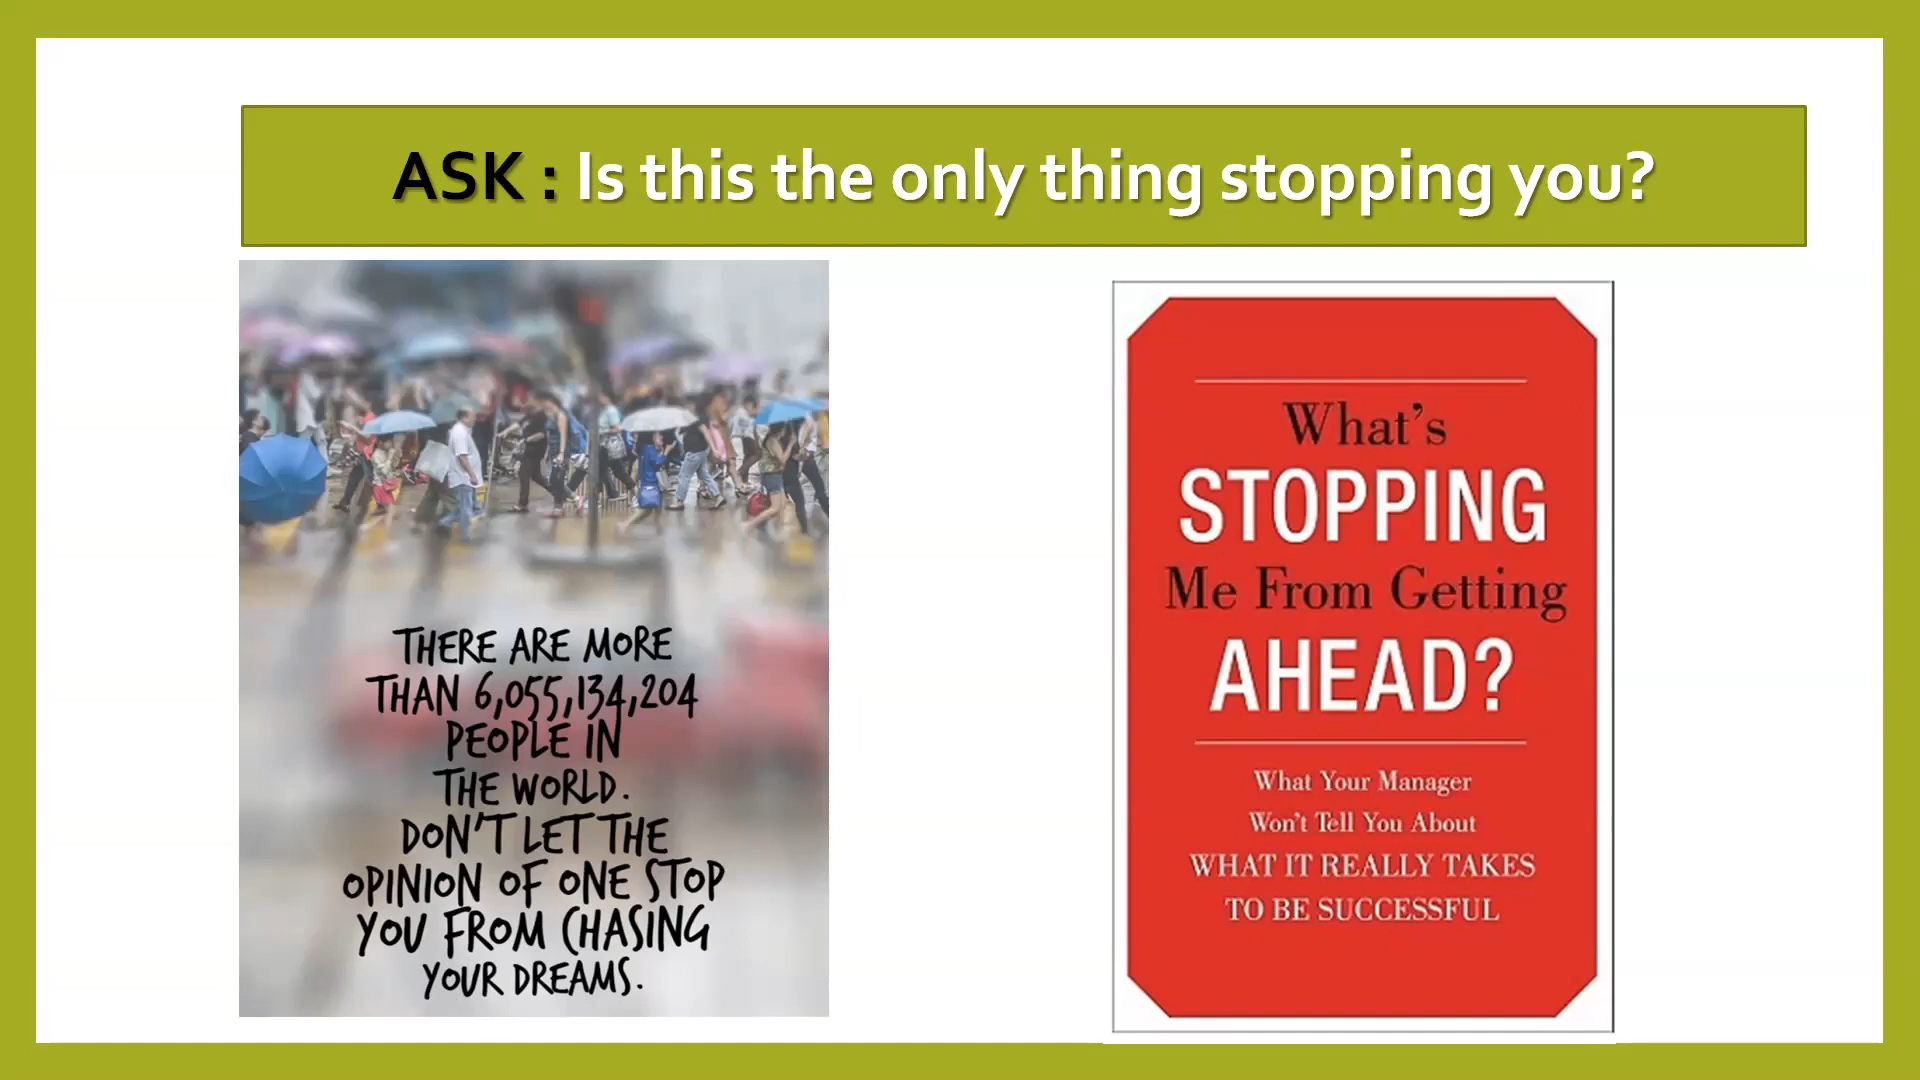 ASK : Is this the only thing stopping you?
THERE ARE MORE
THAN 6,055,134,204
PEOPLE IN
THE WORLD.
DON'T LET THE
OPINION OF ONE STOP
YOU FROM CHASING
YOUR DREAMS.
What's
STOPPING
Me From Getting
AHEAD?
What Your Manager
Won't Tell You About
WHAT IT REALLY TAKES
TO BE SUCCESSFUL